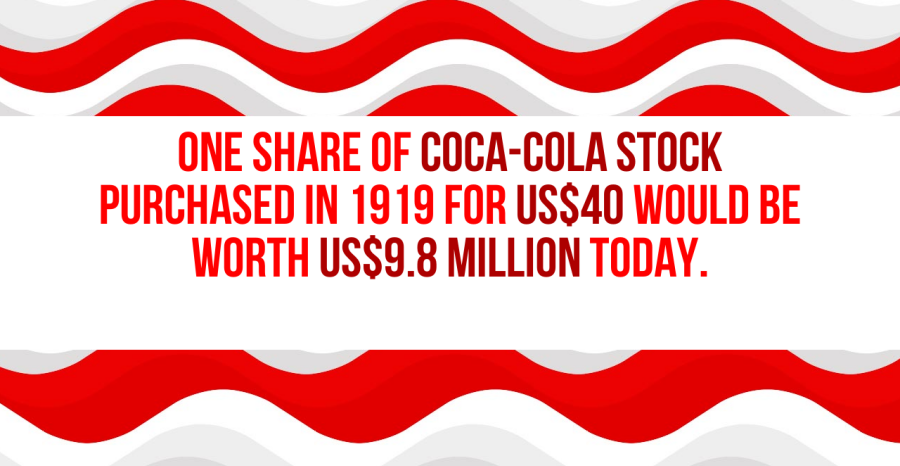 ONE SHARE OF COCA-COLA STOCK
PURCHASED IN 1919 FOR US$40 WOULD BE
WORTH US$9.8 MILLION TODAY.